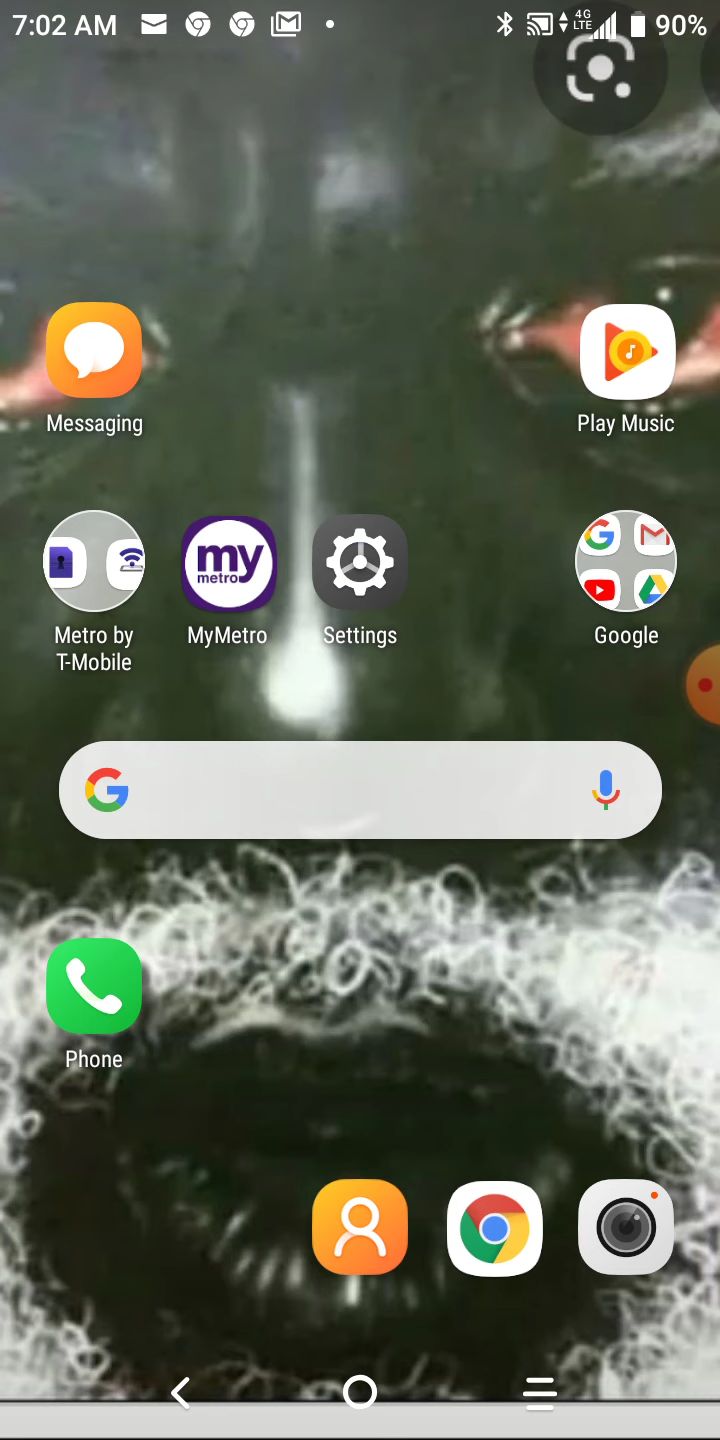 7:02 AM 4G LTE 90%
Messaging
Play Music
my
metro
Metro by
T-Mobile
MyMetro
Settings
Google
Phone